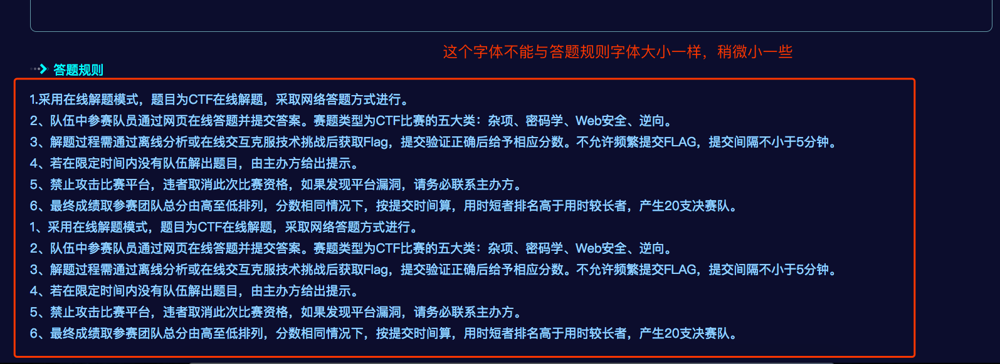 这个字体不能与答题规则字体大小一样，稍微小一些
答题规则
1.采用在线解题模式，题目为CTF在线解题，采取网络答题方式进行。
2、队伍中参赛队员通过网页在线答题并提交答案。赛题类型为CTF比赛的五大类：杂项、密码学、Web安全、逆向。
3、解题过程需通过离线分析或在线交互克服技术挑战后获取Flag，提交验证正确后给予相应分数。不允许频繁提交FLAG，提交间隔不小于5分钟。
4、若在限定时间内没有队伍解出题目，由主办方给出提示。
5、禁止攻击比赛平台，违者取消此次比赛资格，如果发现平台漏洞，请务必联系主办方。
6、最终成绩取参赛团队总分由高至低排列，分数相同情况下，按提交时间算，用时短者排名高于用时较长者，产生20支决赛队。
1、采用在线解题模式，题目为CTF在线解题，采取网络答题方式进行。
2、队伍中参赛队员通过网页在线答题并提交答案。赛题类型为CTF比赛的五大类：杂项、密码学、Web安全、逆向。
3、解题过程需通过离线分析或在线交互克服技术挑战后获取Flag，提交验证正确后给予相应分数。不允许频繁提交FLAG，提交间隔不小于5分钟。
4、若在限定时间内没有队伍解出题目，由主办方给出提示。
5、禁止攻击比赛平台，违者取消此次比赛资格，如果发现平台漏洞，请务必联系主办方。
6、最终成绩取参赛团队总分由高至低排列，分数相同情况下，按提交时间算，用时短者排名高于用时较长者，产生20支决赛队。